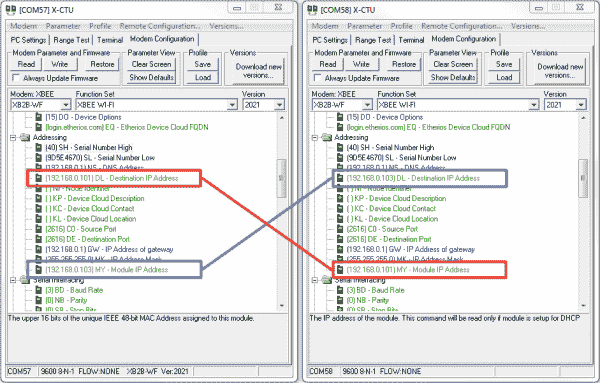 [COM57] X-CTU
Modem Parameter Profile Remote Configuration... Versions...
PC Settings Range Test Terminal Modem Configuration
Modem Parameter and Firmware Parameter View Profile Versions
Read Write Restore Clear Screen Save Download new versions...
Always Update Firmware Show Defaults Load
Modem: XBEE Function Set Version
XB2B-WF XBEE WI-FI 2021
(15) DO - Device Options
(login.etherios.com) EQ - Etherios Device Cloud FQDN
Addressing
(40) SH - Serial Number High
(9D5E4670) SL - Serial Number Low
(192.168.0.1) NS - DNS Address
(192.168.0.101) DL - Destination IP Address
( ) NI - Node Identifier
( ) KP - Device Cloud Description
( ) KC - Device Cloud Contact
( ) KL - Device Cloud Location
(2616) C0 - Source Port
(2616) DE - Destination Port
(192.168.0.1) GW - IP Address of gateway
(255.255.255.0) MK - IP Address Mask
(192.168.0.103) MY - Module IP Address
Serial Interfacing
(3) BD - Baud Rate
(0) NB - Parity
(0) SB - Stop Bits
The upper 16 bits of the unique IEEE 48-bit MAC Address assigned to this module.
COM57 9600 8-N-1 FLOW:NONE XB2B-WF Ver:2021
[COM58] X-CTU
Modem Parameter Profile Remote Configuration... Versions...
PC Settings Range Test Terminal Modem Configuration
Modem Parameter and Firmware Parameter View Profile Versions
Read Write Restore Clear Screen Save Download new versions...
Always Update Firmware Show Defaults Load
Modem: XBEE Function Set Version
XB2B-WF XBEE WI-FI 2021
(15) DO - Device Options
(login.etherios.com) EQ - Etherios Device Cloud FQDN
Addressing
(40) SH - Serial Number High
(9D5E4670) SL - Serial Number Low
(192.168.0.1) NS - DNS Address
(192.168.0.103) DL - Destination IP Address
( ) NI - Node Identifier
( ) KP - Device Cloud Description
( ) KC - Device Cloud Contact
( ) KL - Device Cloud Location
(2616) C0 - Source Port
(2616) DE - Destination Port
(192.168.0.1) GW - IP Address of gateway
(255.255.255.0) MK - IP Address Mask
(192.168.0.101) MY - Module IP Address
Serial Interfacing
(3) BD - Baud Rate
(0) NB - Parity
(0) SB - Stop Bits
The IP address of the module. This command will be read only if module is setup for DHCP
COM58 9600 8-N-1 FLOW:NONE